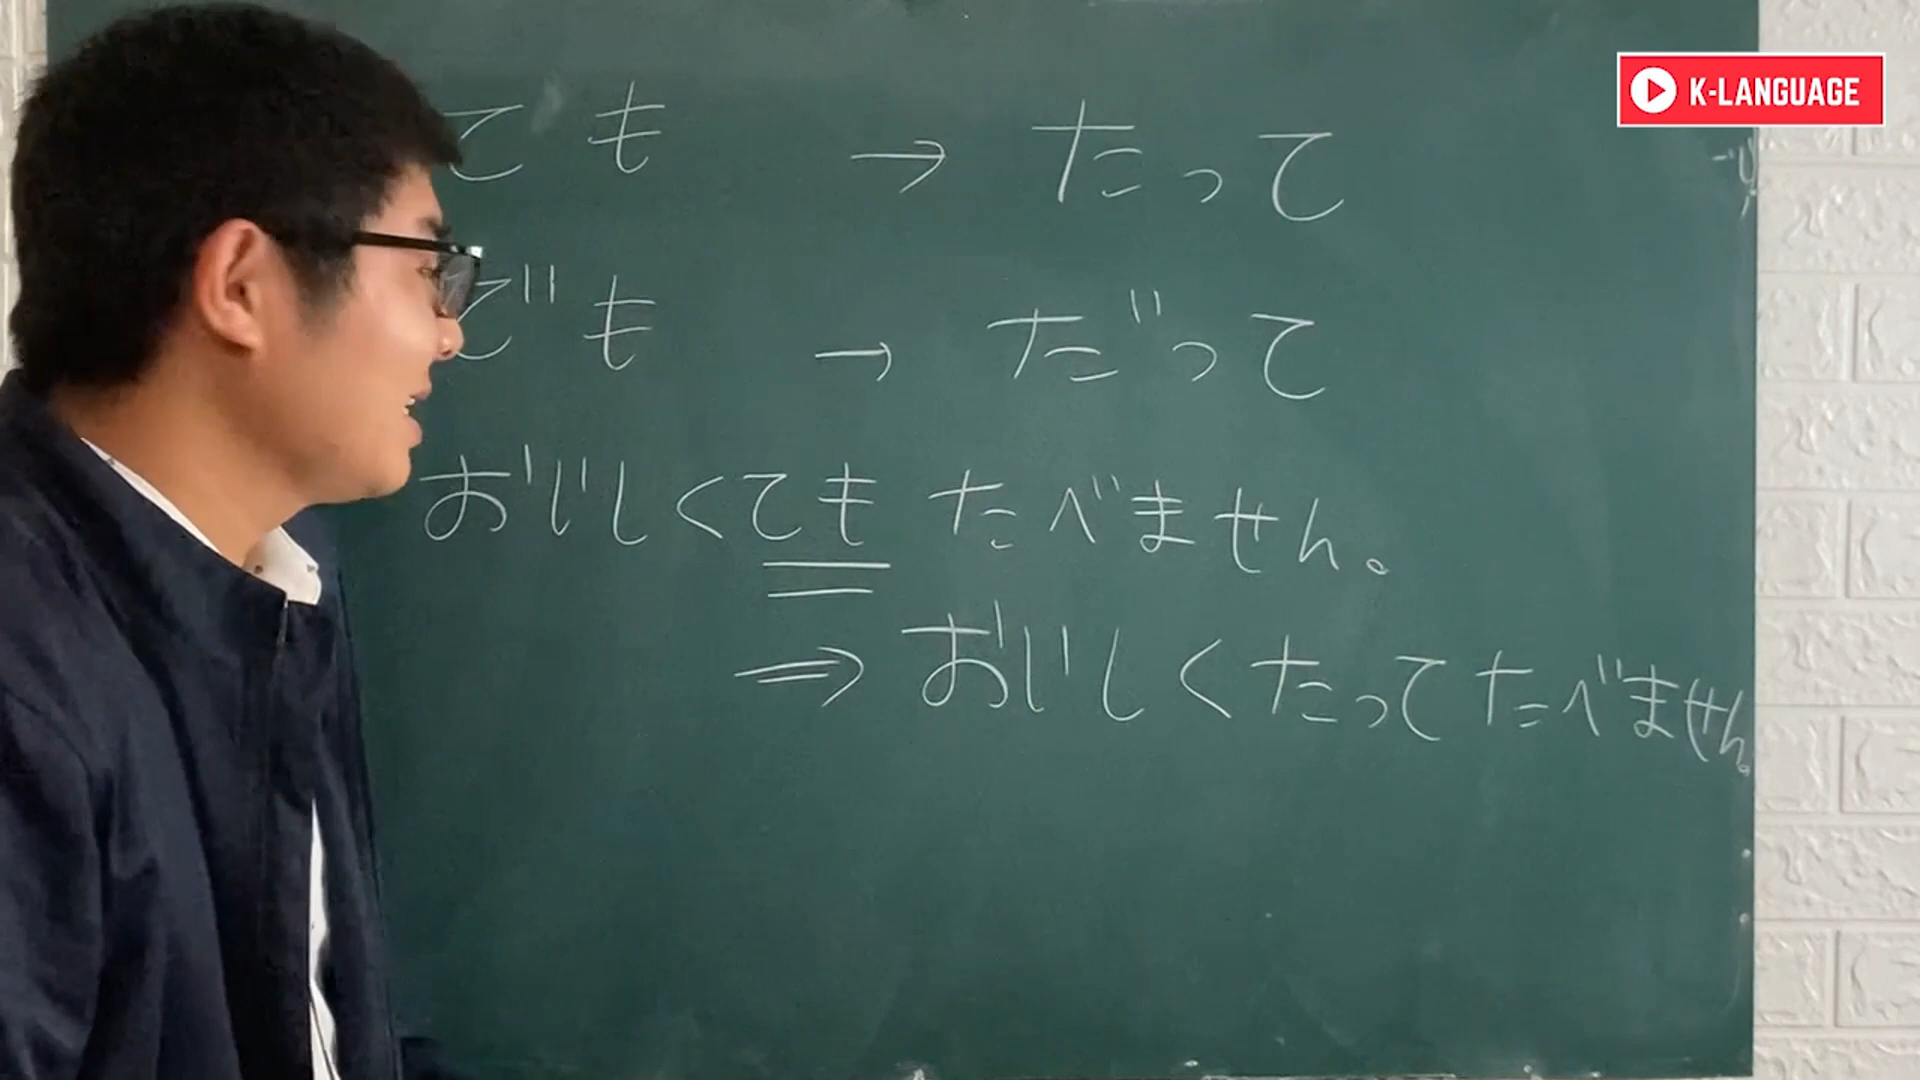 K-LANGUAGE
ても → たって
でも → だって
おいしくても たべません。
⇒ おいしくたって たべません。